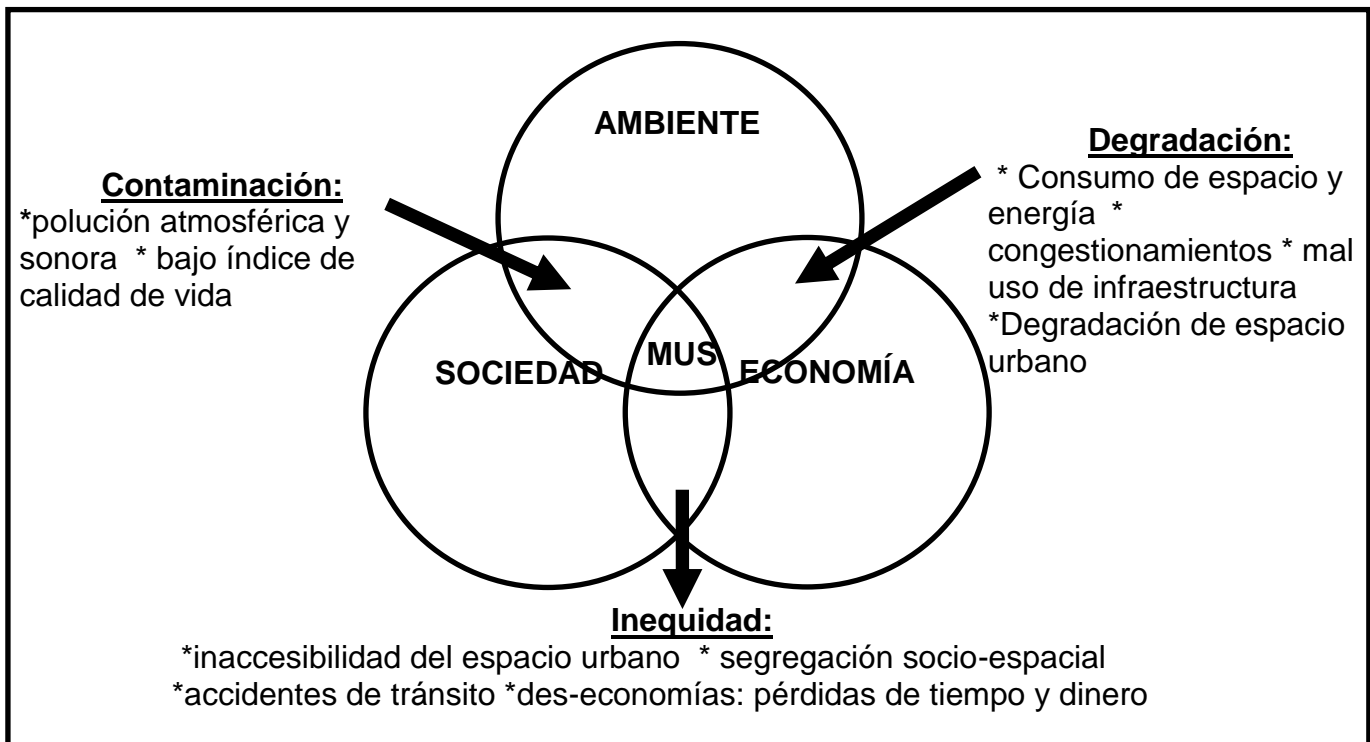 AMBIENTE
Contaminación:
*polución atmosférica y
sonora * bajo índice de
calidad de vida
Degradación:
* Consumo de espacio y
energía *
congestionamientos * mal
uso de infraestructura
*Degradación de espacio
urbano
SOCIEDAD
MUS
ECONOMÍA
Inequidad:
*inaccesibilidad del espacio urbano * segregación socio-espacial
*accidentes de tránsito *des-economías: pérdidas de tiempo y dinero